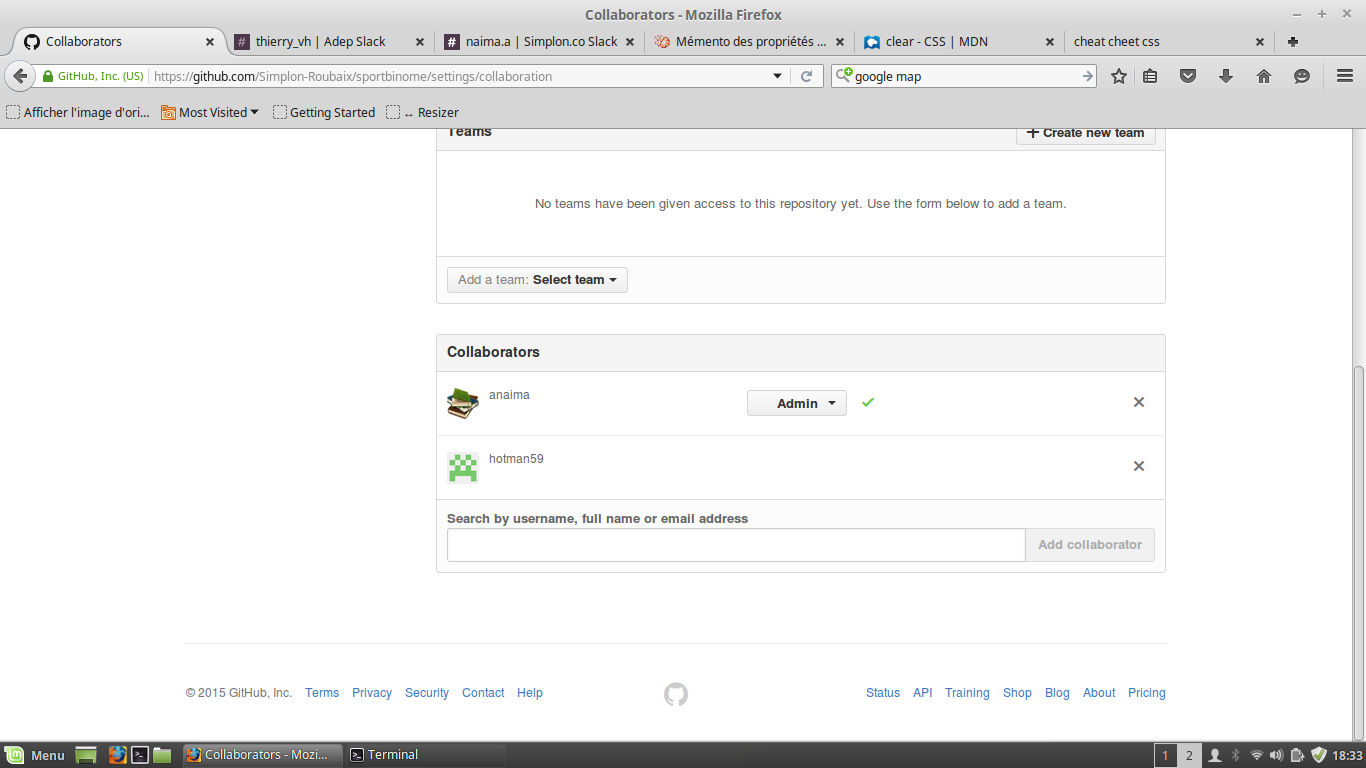 Collaborators - Mozilla Firefox
Collaborators
thierry_vh | Adep Slack
naima.a | Simplon.co Slack
Mémento des propriétés ...
clear - CSS | MDN
cheat cheet css
GitHub, Inc. (US)
https://github.com/Simplon-Roubaix/sportbinome/settings/collaboration
google map
Afficher l'image d'ori...
Most Visited
Getting Started
↔ Resizer
Teams
Create new team
No teams have been given access to this repository yet. Use the form below to add a team.
Add a team: Select team
Collaborators
anaima
Admin
hotman59
Search by username, full name or email address
Add collaborator
© 2015 GitHub, Inc. Terms Privacy Security Contact Help
Status API Training Shop Blog About Pricing
Menu
Collaborators - Mozi...
Terminal
1
2
18:33